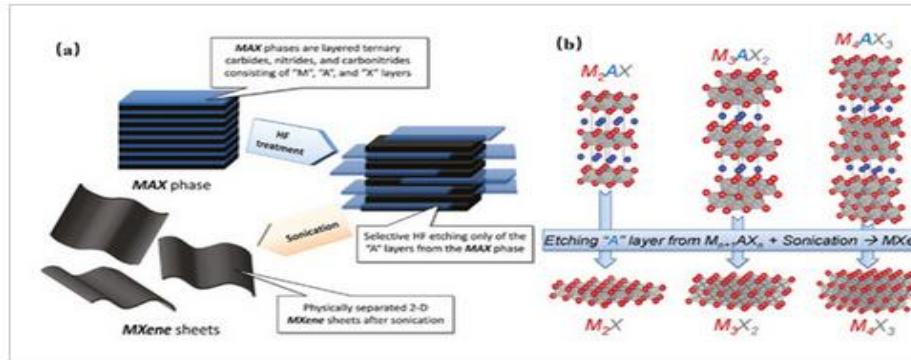 (a)
MAX phases are layered ternary
carbides, nitrides, and carbonitrides
consisting of "M", "A", and "X" layers
HF
treatment
MAX phase
Sonication
Selective HF etching only of the
"A" layers from the MAX phase
Physically separated 2-D
MXene sheets after sonication
MXene sheets
(b)
M₂AX
M₃AX₂
M₄AX₃
Etching "A" layer from Mₙ₊₁AXₙ + Sonication → MXe
M₂X
M₃X₂
M₄X₃